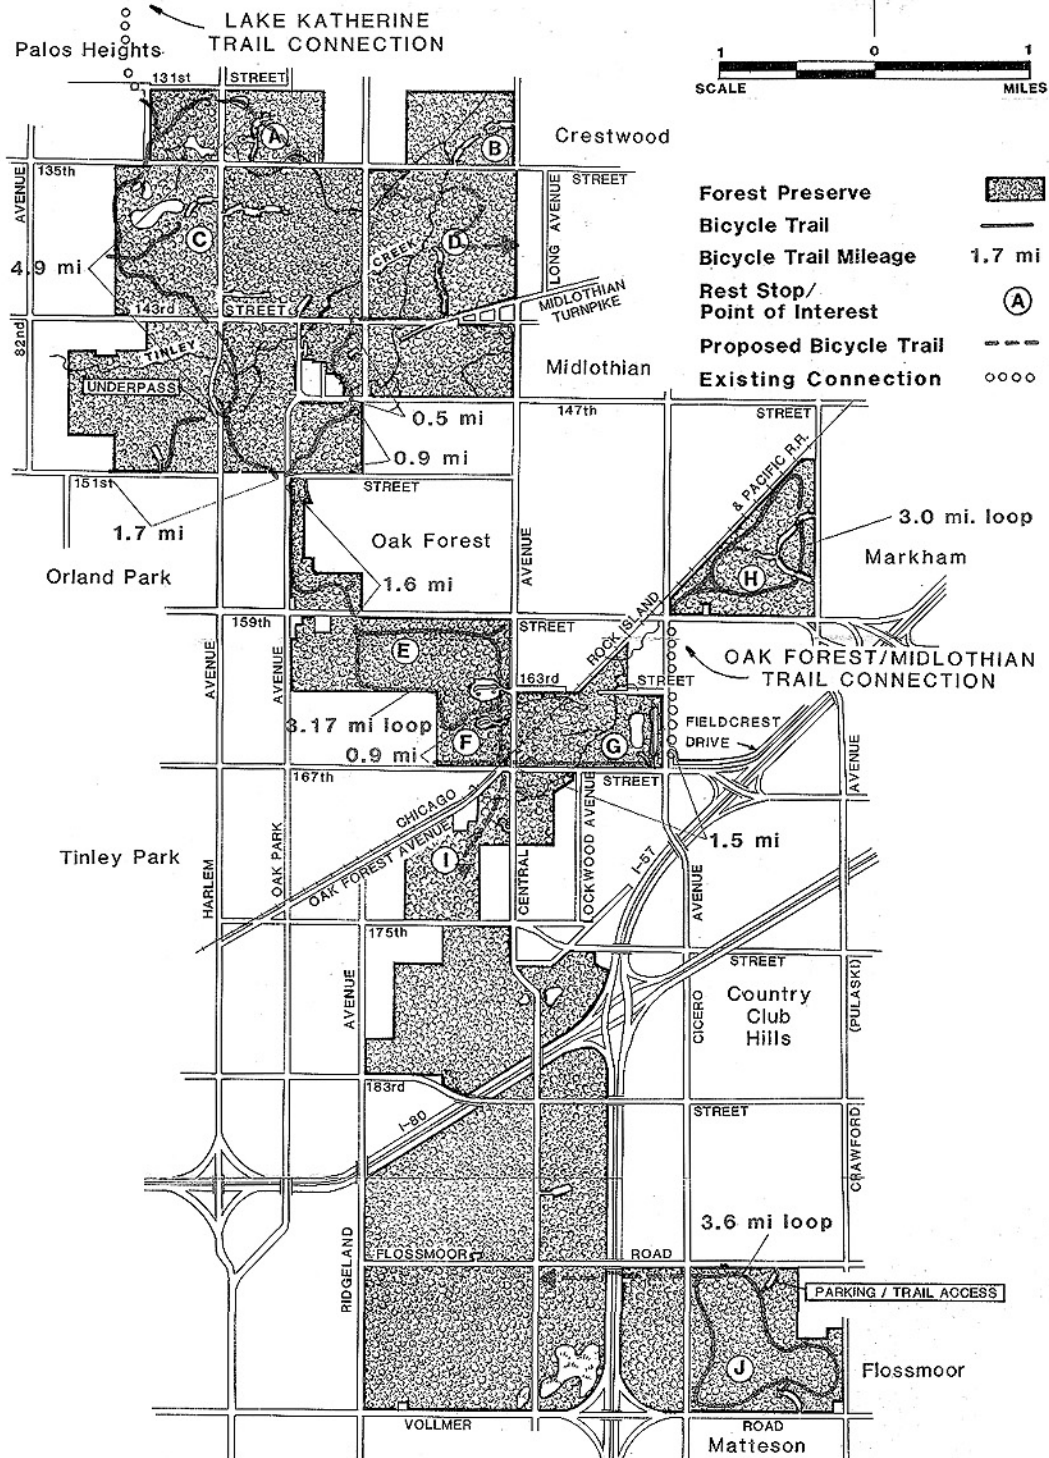 LAKE KATHERINE
TRAIL CONNECTION
Palos Heights
1
0
1
SCALE
MILES
131st
STREET
A
B
Crestwood
135th
STREET
AVENUE
LONG AVENUE
Forest Preserve
Bicycle Trail
Bicycle Trail Mileage 1.7 mi
Rest Stop/
Point of Interest
A
Proposed Bicycle Trail
Existing Connection
C
CREEK
D
4.9 mi
143rd
STREET
MIDLOTHIAN
TURNPIKE
82nd
TINLEY
UNDERPASS
Midlothian
0.5 mi
147th
STREET
0.9 mi
& PACIFIC R.R.
151st
STREET
1.7 mi
Oak Forest
AVENUE
3.0 mi. loop
Markham
Orland Park
1.6 mi
H
ROCK ISLAND
159th
STREET
E
OAK FOREST/MIDLOTHIAN
TRAIL CONNECTION
AVENUE
AVENUE
163rd
STREET
3.17 mi loop
F
G
0.9 mi
FIELDCREST
DRIVE
AVENUE
167th
STREET
CHICAGO
OAK FOREST AVENUE
LOCKWOOD AVENUE
1.5 mi
Tinley Park
I
I-57
HARLEM
OAK PARK
CENTRAL
AVENUE
175th
STREET
AVENUE
CICERO
Country
Club
Hills
(PULASKI)
183rd
STREET
I-80
CRAWFORD
3.6 mi loop
FLOSSMOOR
ROAD
RIDGELAND
PARKING / TRAIL ACCESS
J
Flossmoor
VOLLMER
ROAD
Matteson